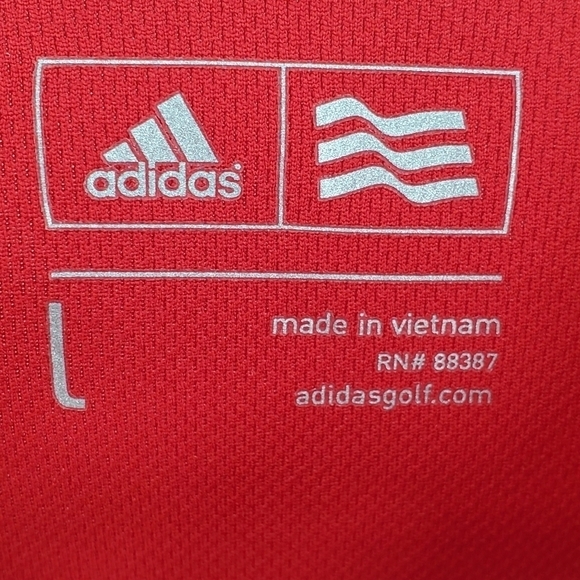 adidas
L
made in vietnam
RN# 88387
adidasgolf.com